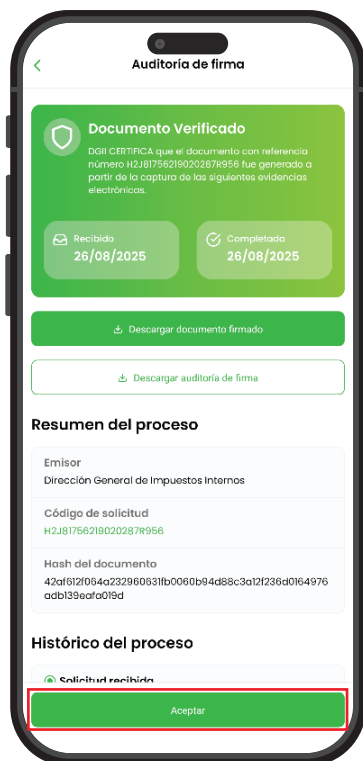 Auditoría de firma
Documento Verificado
DGII CERTIFICA que el documento con referencia
número H2J81756219020287R956 fue generado a
partir de la captura de las siguientes evidencias
electrónicas.
Recibido
26/08/2025
Completada
26/08/2025
Descargar documento firmado
Descargar auditoría de firma
Resumen del proceso
Emisor
Dirección General de Impuestos Internos
Código de solicitud
H2J81756219020287R956
Hash del documento
42af612f064a232960631fb0060b94d88c3a12f236d0164976
adb139eafa019d
Histórico del proceso
Solicitud recibida
Aceptar